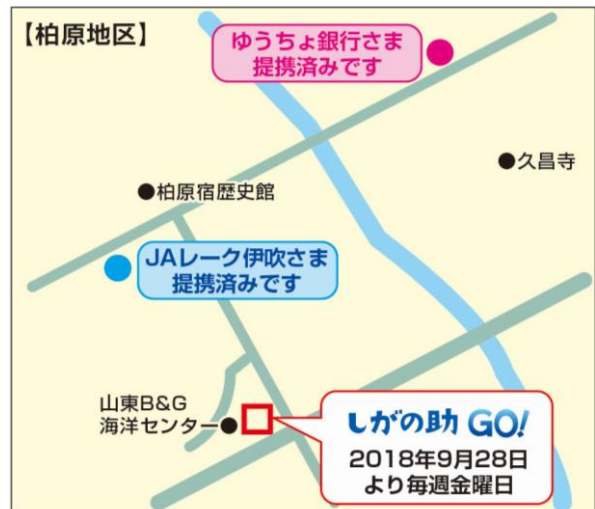 【柏原地区】
ゆうちょ銀行さま
提携済みです
●久昌寺
●柏原宿歴史館
JAレーク伊吹さま
提携済みです
山東B&G
海洋センター●
しがの助 GO!
2018年9月28日
より毎週金曜日